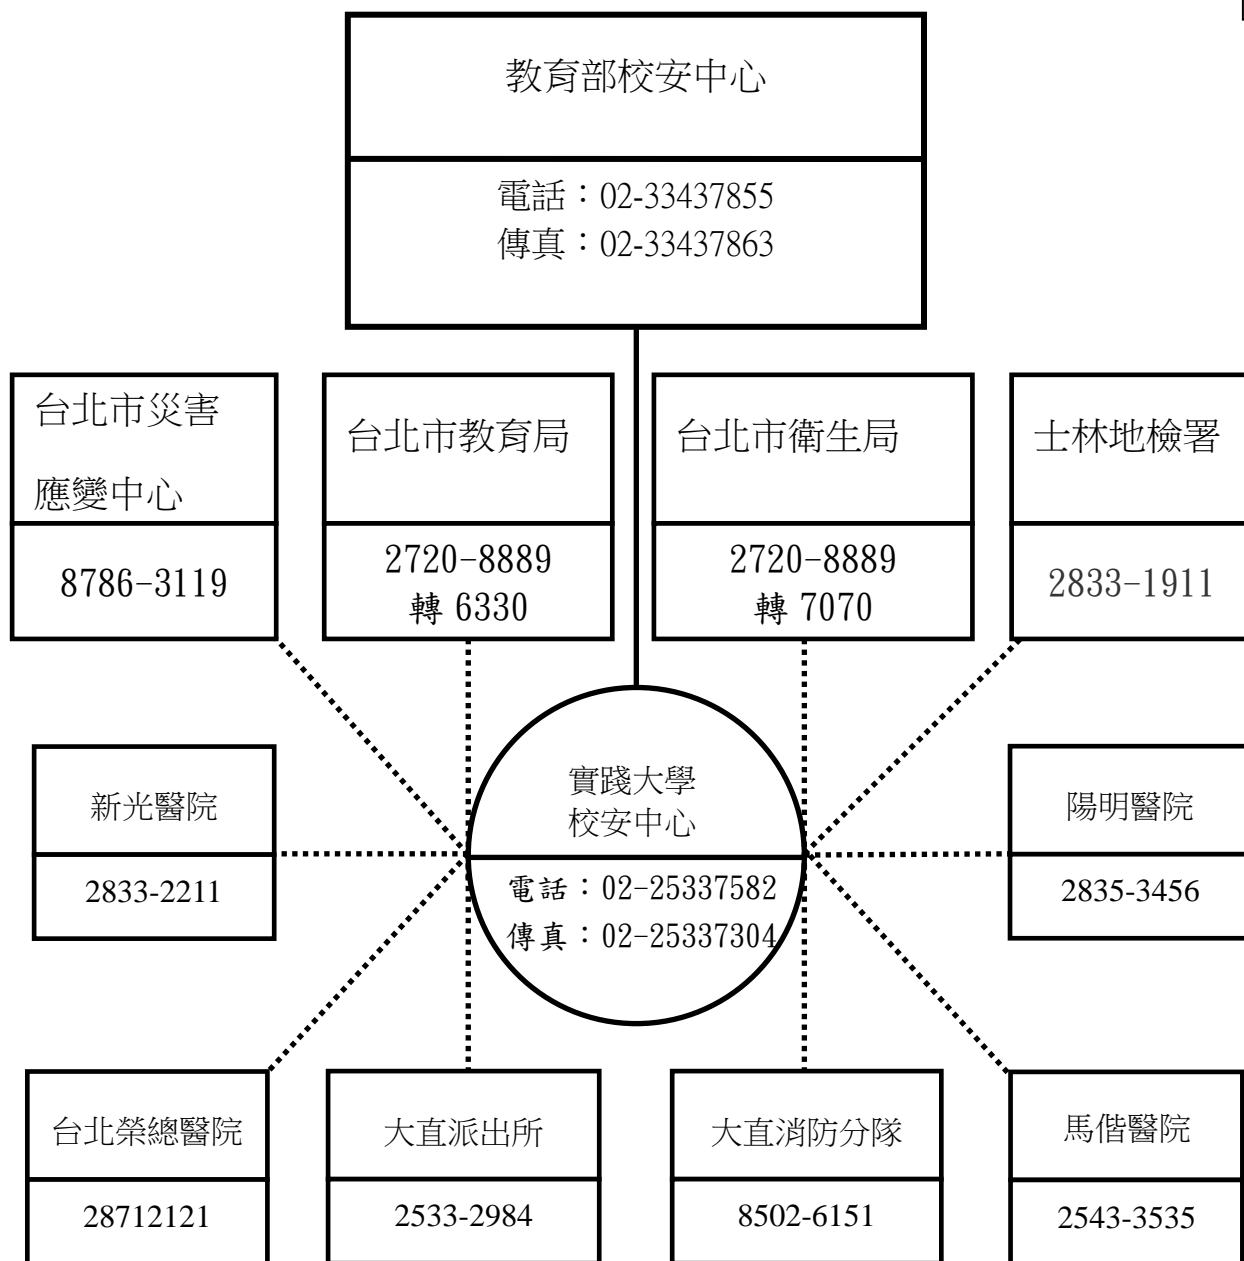 教育部校安中心
電話：02-33437855
傳真：02-33437863
台北市災害
應變中心
8786-3119
台北市教育局
2720-8889
轉 6330
台北市衛生局
2720-8889
轉 7070
士林地檢署
2833-1911
新光醫院
2833-2211
實踐大學
校安中心
電話：02-25337582
傳真：02-25337304
陽明醫院
2835-3456
台北榮總醫院
28712121
大直派出所
2533-2984
大直消防分隊
8502-6151
馬偕醫院
2543-3535